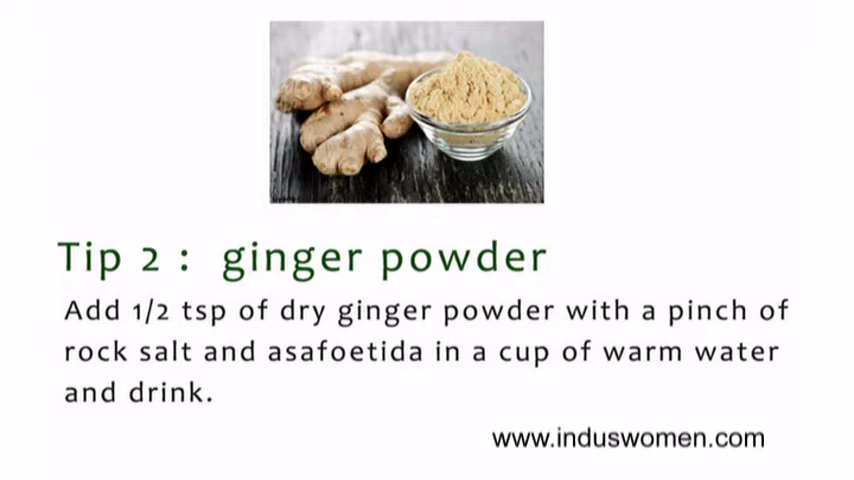 Tip 2 : ginger powder
Add 1/2 tsp of dry ginger powder with a pinch of
rock salt and asafoetida in a cup of warm water
and drink.
www.induswomen.com